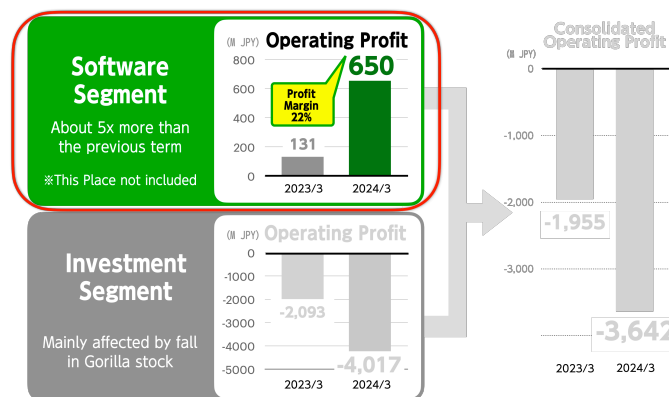 Software
Segment
About 5x more than
the previous term
※This Place not included
(M JPY) Operating Profit
800
600
400
200
0
650
Profit
Margin
22%
131
2023/3 2024/3
Investment
Segment
Mainly affected by fall
in Gorilla stock
(M JPY) Operating Profit
0
-1000
-2000
-3000
-4000
-5000
-2,093
-4,017
2023/3 2024/3
Consolidated
Operating Profit
(M JPY)
0
-1,000
-2,000
-3,000
-1,955
-3,642
2023/3 2024/3